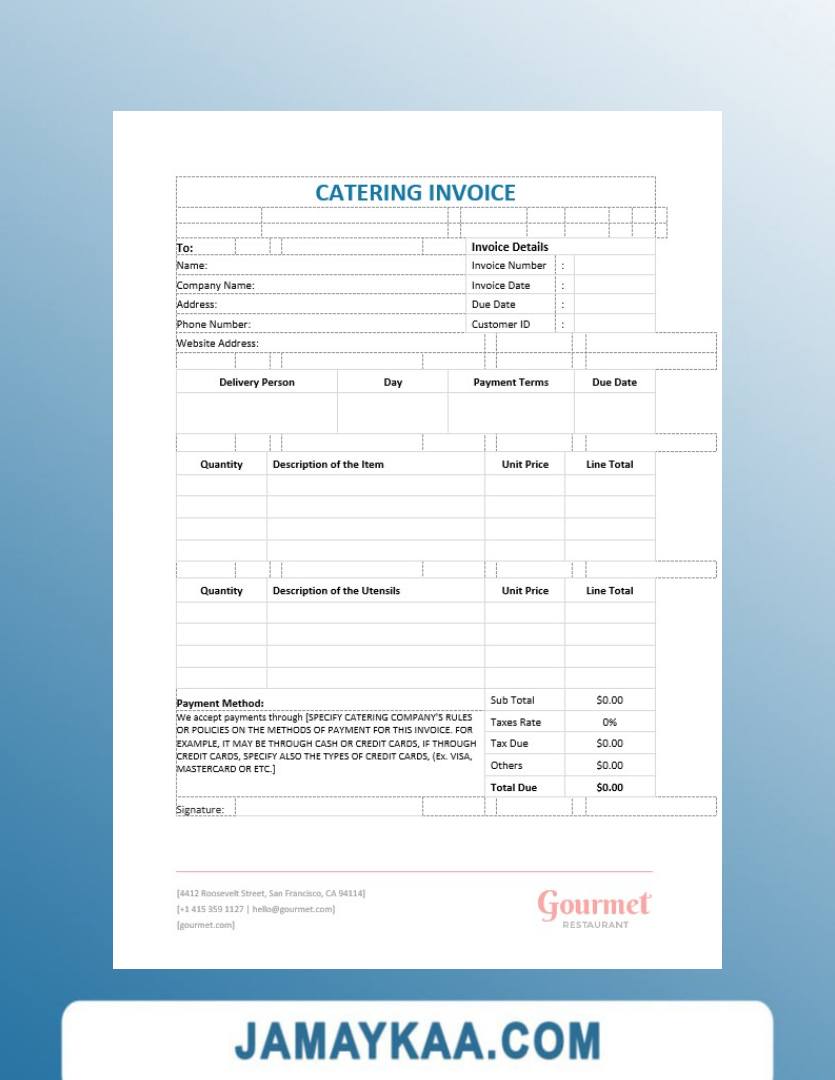 CATERING INVOICE
To:
Invoice Details
Name:
Invoice Number :
Company Name:
Invoice Date :
Address:
Due Date :
Phone Number:
Customer ID :
Website Address:
Delivery Person Day Payment Terms Due Date
Quantity Description of the Item Unit Price Line Total
Quantity Description of the Utensils Unit Price Line Total
Payment Method:
We accept payments through [SPECIFY CATERING COMPANY'S RULES
OR POLICIES ON THE METHODS OF PAYMENT FOR THIS INVOICE. FOR
EXAMPLE, IT MAY BE THROUGH CASH OR CREDIT CARDS, IF THROUGH
CREDIT CARDS, SPECIFY ALSO THE TYPES OF CREDIT CARDS, (Ex. VISA,
MASTERCARD OR ETC.]
Sub Total $0.00
Taxes Rate 0%
Tax Due $0.00
Others $0.00
Total Due $0.00
Signature:
[4412 Roosevelt Street, San Francisco, CA 94114]
[+1 415 359 1127 | hello@gourmet.com]
[gourmet.com]
Gourmet
RESTAURANT
JAMAYKAA.COM